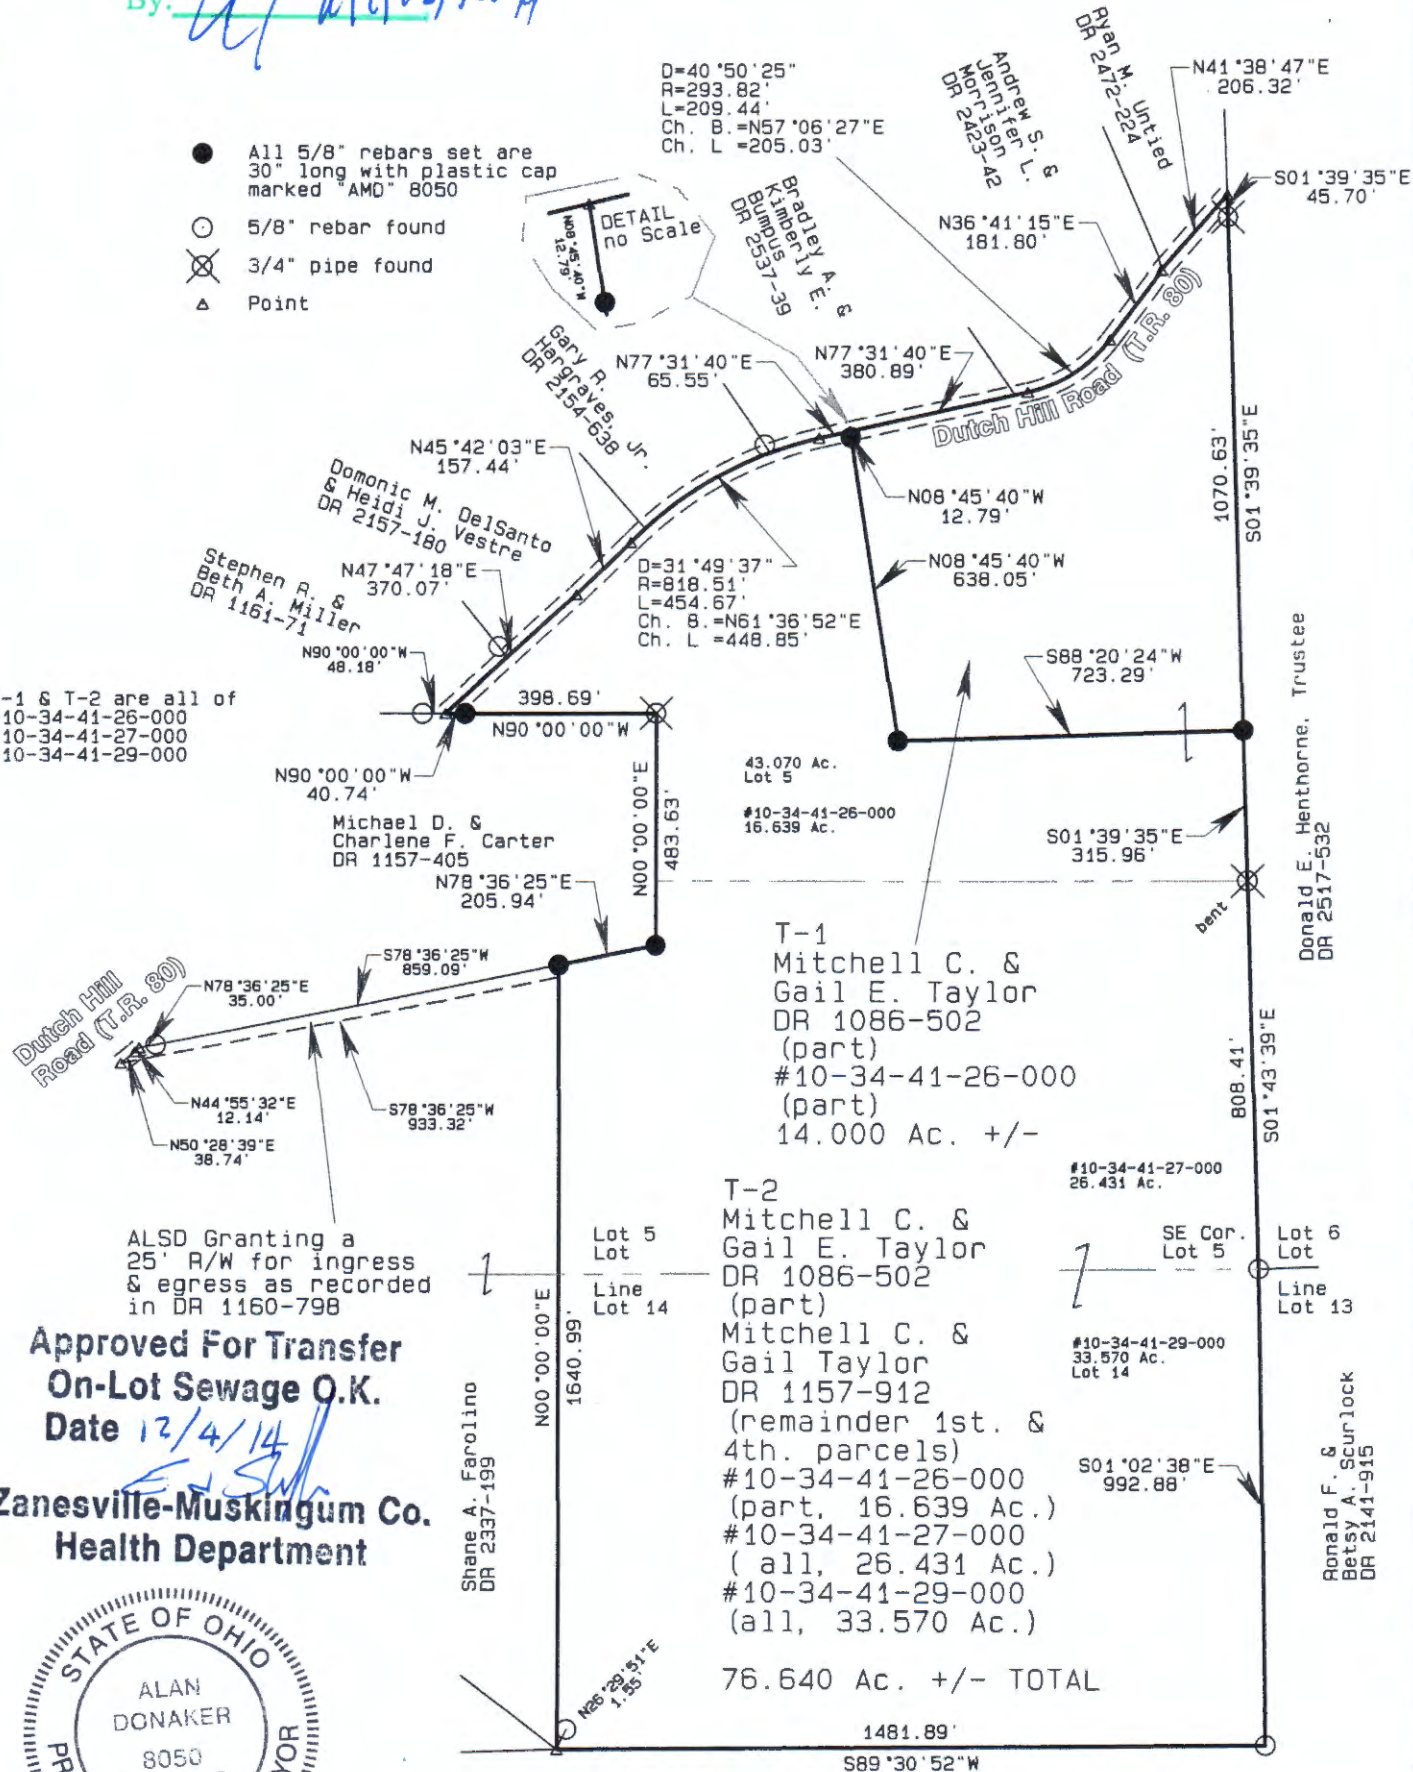 By:
All 5/8" rebars set are
30" long with plastic cap
marked "AMD" 8050
5/8" rebar found
3/4" pipe found
Point
DETAIL
no Scale
N08°45'40"W
12.79'
D=40°50'25"
R=293.82'
L=209.44'
Ch. B.=N57°06'27"E
Ch. L =205.03'
Andrew S. &
Jennifer L.
Morrison
DR 2423-42
Ryan M. Untied
DR 2472-224
N41°38'47"E
206.32'
S01°39'35"E
45.70'
N36°41'15"E
181.80'
Bradley A. &
Kimberly E.
Bumpus
DR 2537-39
Gary R.
Hargraves, Jr.
DR 2154-638
N77°31'40"E
65.55'
N77°31'40"E
380.89'
Dutch Hill Road (T.R. 80)
N45°42'03"E
157.44'
Domonic M. DelSanto
& Heidi J. Vestre
DR 2157-180
N08°45'40"W
12.79'
1070.63'
S01°39'35"E
Stephen R. &
Beth A. Miller
DR 1161-71
N47°47'18"E
370.07'
D=31°49'37"
R=818.51'
L=454.67'
Ch. B.=N61°36'52"E
Ch. L =448.85'
N08°45'40"W
638.05'
N90°00'00"W
48.18'
S88°20'24"W
723.29'
-1 & T-2 are all of
10-34-41-26-000
10-34-41-27-000
10-34-41-29-000
398.69'
N90°00'00"W
N90°00'00"W
40.74'
43.070 Ac.
Lot 5
#10-34-41-26-000
16.639 Ac.
Michael D. &
Charlene F. Carter
DR 1157-405
N00°00'00"E
483.63'
S01°39'35"E
315.96'
Donald E. Henthorne, Trustee
DR 2517-532
N78°36'25"E
205.94'
bent
S78°36'25"W
859.09'
Dutch Hill
Road (T.R. 80)
N78°36'25"E
35.00'
N44°55'32"E
12.14'
N50°28'39"E
38.74'
S78°36'25"W
933.32'
T-1
Mitchell C. &
Gail E. Taylor
DR 1086-502
(part)
#10-34-41-26-000
(part)
14.000 Ac. +/-
808.41'
S01°43'39"E
#10-34-41-27-000
26.431 Ac.
ALSD Granting a
25' R/W for ingress
& egress as recorded
in DR 1160-798
Lot 5
Lot
Line
Lot 14
SE Cor.
Lot 5
Lot 6
Lot
Line
Lot 13
T-2
Mitchell C. &
Gail E. Taylor
DR 1086-502
(part)
Mitchell C. &
Gail Taylor
DR 1157-912
(remainder 1st. &
4th. parcels)
#10-34-41-26-000
(part, 16.639 Ac.)
#10-34-41-27-000
( all, 26.431 Ac.)
#10-34-41-29-000
(all, 33.570 Ac.)
76.640 Ac. +/- TOTAL
#10-34-41-29-000
33.570 Ac.
Lot 14
N00°00'00"E
1640.99'
Approved For Transfer
On-Lot Sewage O.K.
Date 12/4/14
Zanesville-Muskingum Co.
Health Department
Shane A. Farolino
DR 2337-199
S01°02'38"E
992.88'
Ronald F. &
Betsy A. Scurlock
DR 2141-915
STATE OF OHIO
ALAN
DONAKER
8050
N26°29'51"E
1.55'
1481.89'
S89°30'52"W